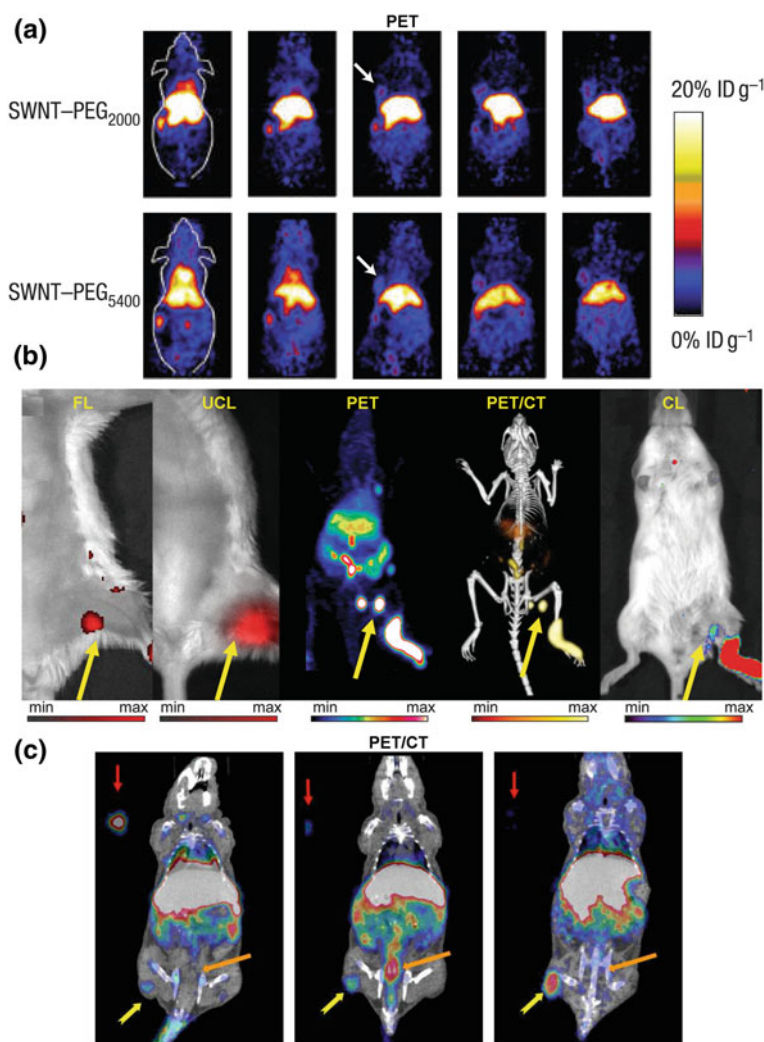 (a)
PET
SWNT–PEG2000
SWNT–PEG5400
20% ID g⁻¹
0% ID g⁻¹
(b)
FL
UCL
PET
PET/CT
CL
min max
min max
min max
min max
min max
(c)
PET/CT